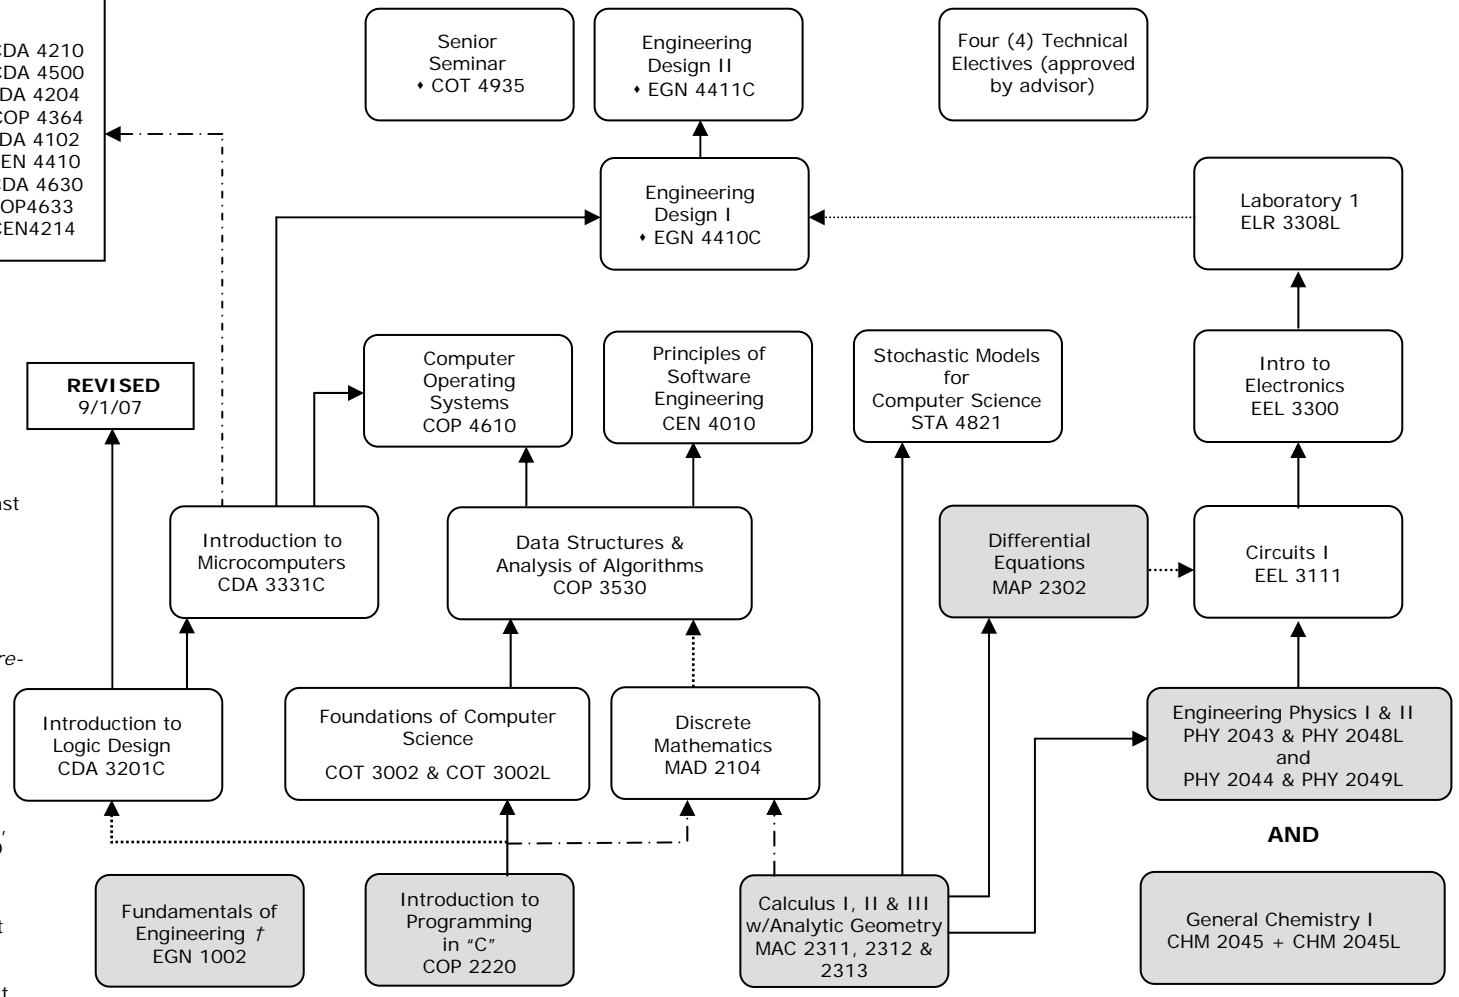 CDA 4210
CDA 4500
CDA 4204
COP 4364
CDA 4102
CEN 4410
CDA 4630
COP4633
CEN4214
Senior
Seminar
♦ COT 4935
Engineering
Design II
♦ EGN 4411C
Four (4) Technical
Electives (approved
by advisor)
Engineering
Design I
♦ EGN 4410C
Laboratory 1
ELR 3308L
REVISED
9/1/07
Computer
Operating
Systems
COP 4610
Principles of
Software
Engineering
CEN 4010
Stochastic Models
for
Computer Science
STA 4821
Intro to
Electronics
EEL 3300
Introduction to
Microcomputers
CDA 3331C
Data Structures &
Analysis of Algorithms
COP 3530
Differential
Equations
MAP 2302
Circuits I
EEL 3111
re-
Introduction to
Logic Design
CDA 3201C
Foundations of Computer
Science
COT 3002 & COT 3002L
Discrete
Mathematics
MAD 2104
Engineering Physics I & II
PHY 2043 & PHY 2048L
and
PHY 2044 & PHY 2049L
AND
Fundamentals of
Engineering †
EGN 1002
Introduction to
Programming
in “C”
COP 2220
Calculus I, II & III
w/Analytic Geometry
MAC 2311, 2312 &
2313
General Chemistry I
CHM 2045 + CHM 2045L